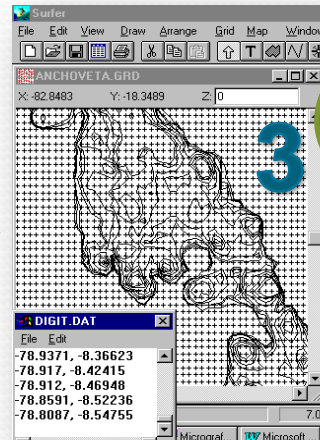 Surfer
File Edit View Draw Arrange Grid Map Window
ANCHOVETA.GRD
X: -82.8483 Y: -18.3489 Z: 0
3
DIGIT.DAT
File Edit
-78.9371, -8.36623
-78.917, -8.42415
-78.912, -8.46948
-78.8591, -8.52236
-78.8087, -8.54755
7.0
Micrograf Microsoft